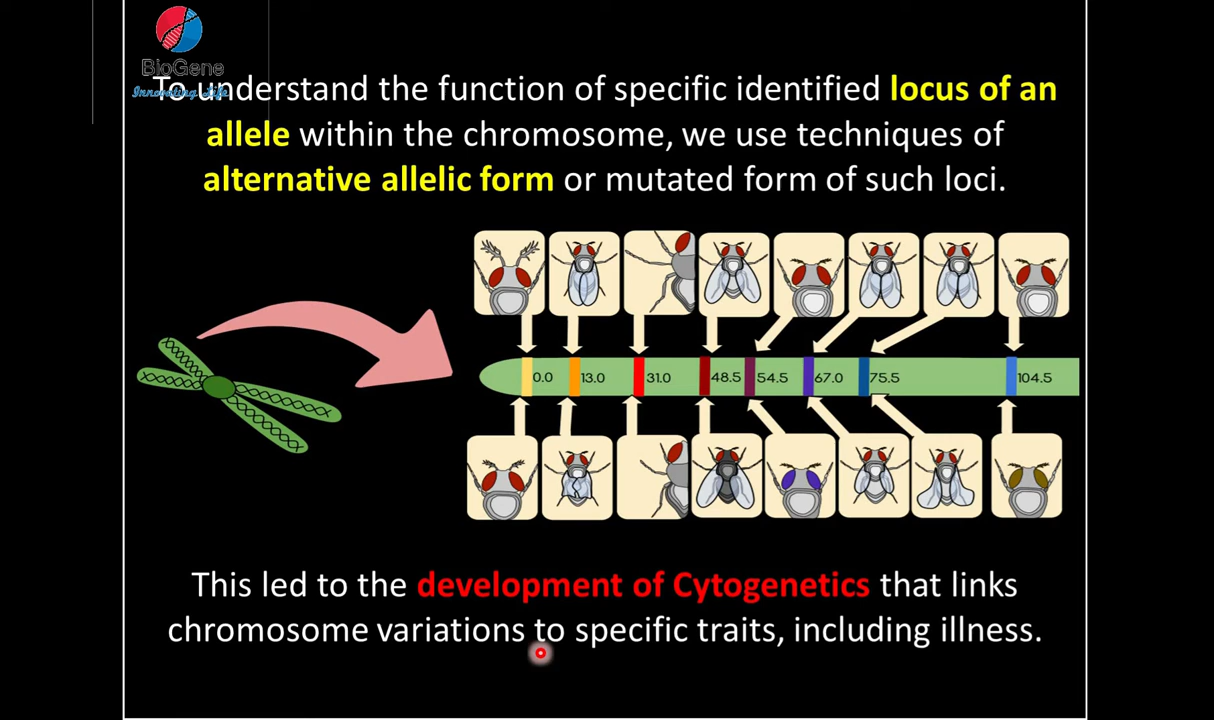 BioGene
Innovating Life
To understand the function of specific identified locus of an
allele within the chromosome, we use techniques of
alternative allelic form or mutated form of such loci.
0.0 13.0 31.0 48.5 54.5 67.0 75.5 104.5
This led to the development of Cytogenetics that links
chromosome variations to specific traits, including illness.